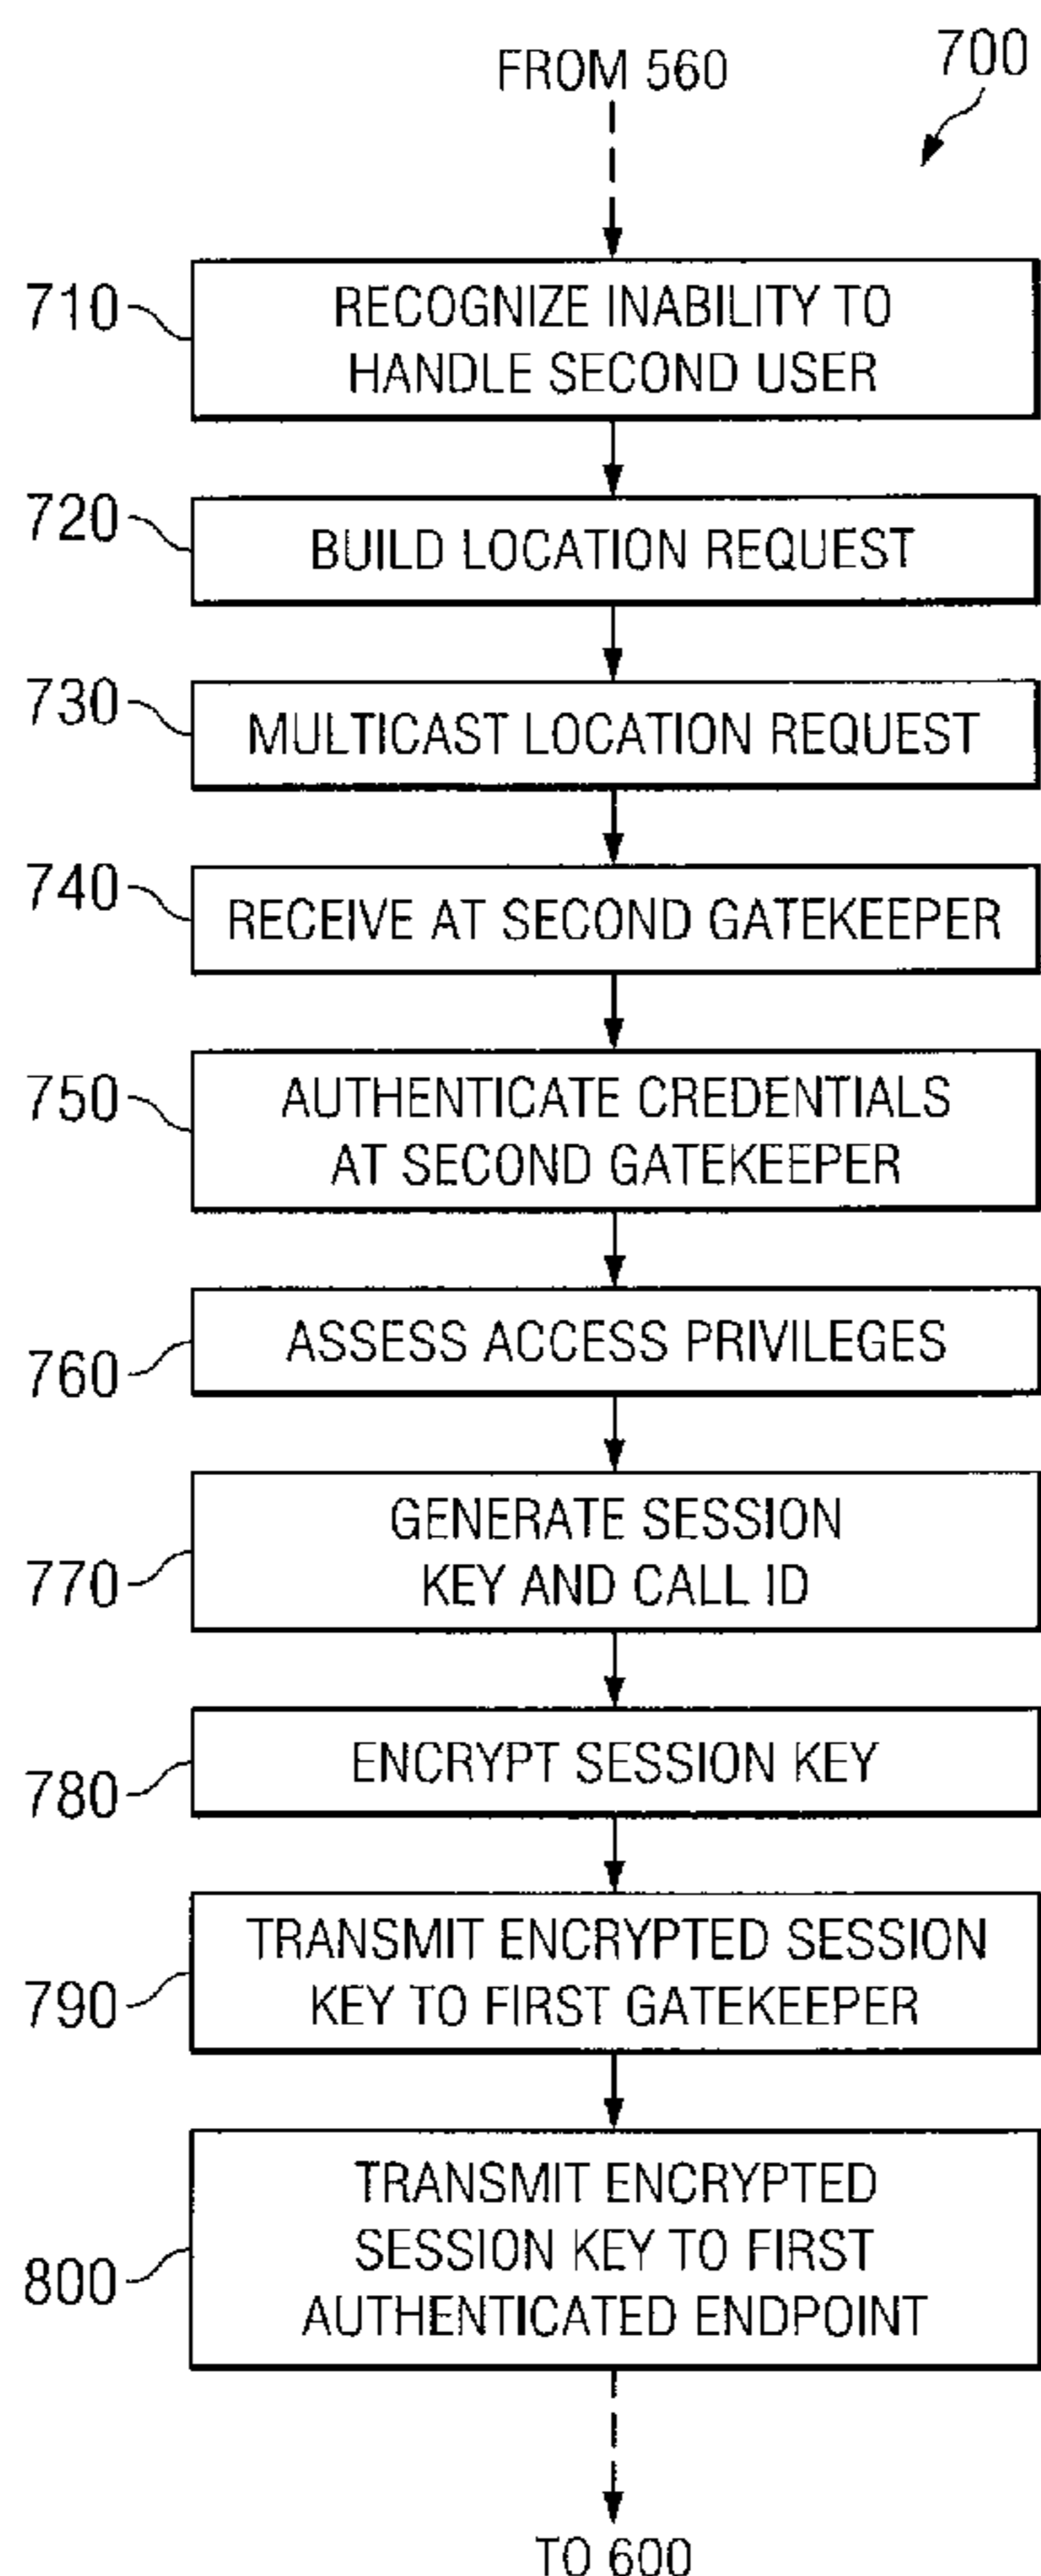 FROM 560
700
710
RECOGNIZE INABILITY TO
HANDLE SECOND USER
720
BUILD LOCATION REQUEST
730
MULTICAST LOCATION REQUEST
740
RECEIVE AT SECOND GATEKEEPER
750
AUTHENTICATE CREDENTIALS
AT SECOND GATEKEEPER
760
ASSESS ACCESS PRIVILEGES
770
GENERATE SESSION
KEY AND CALL ID
780
ENCRYPT SESSION KEY
790
TRANSMIT ENCRYPTED SESSION
KEY TO FIRST GATEKEEPER
800
TRANSMIT ENCRYPTED
SESSION KEY TO FIRST
AUTHENTICATED ENDPOINT
TO 600